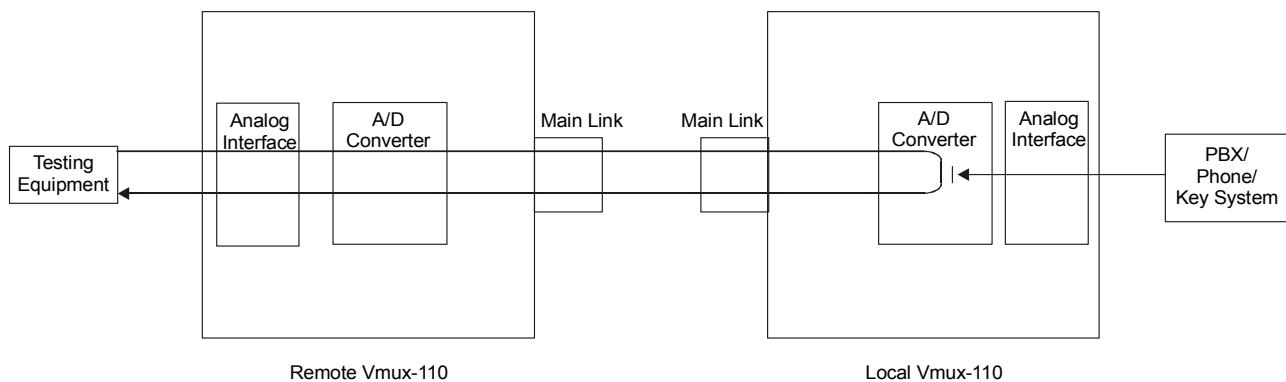 Testing
Equipment
Analog
Interface
A/D
Converter
Main Link
Main Link
A/D
Converter
Analog
Interface
PBX/
Phone/
Key System
Remote Vmux-110
Local Vmux-110